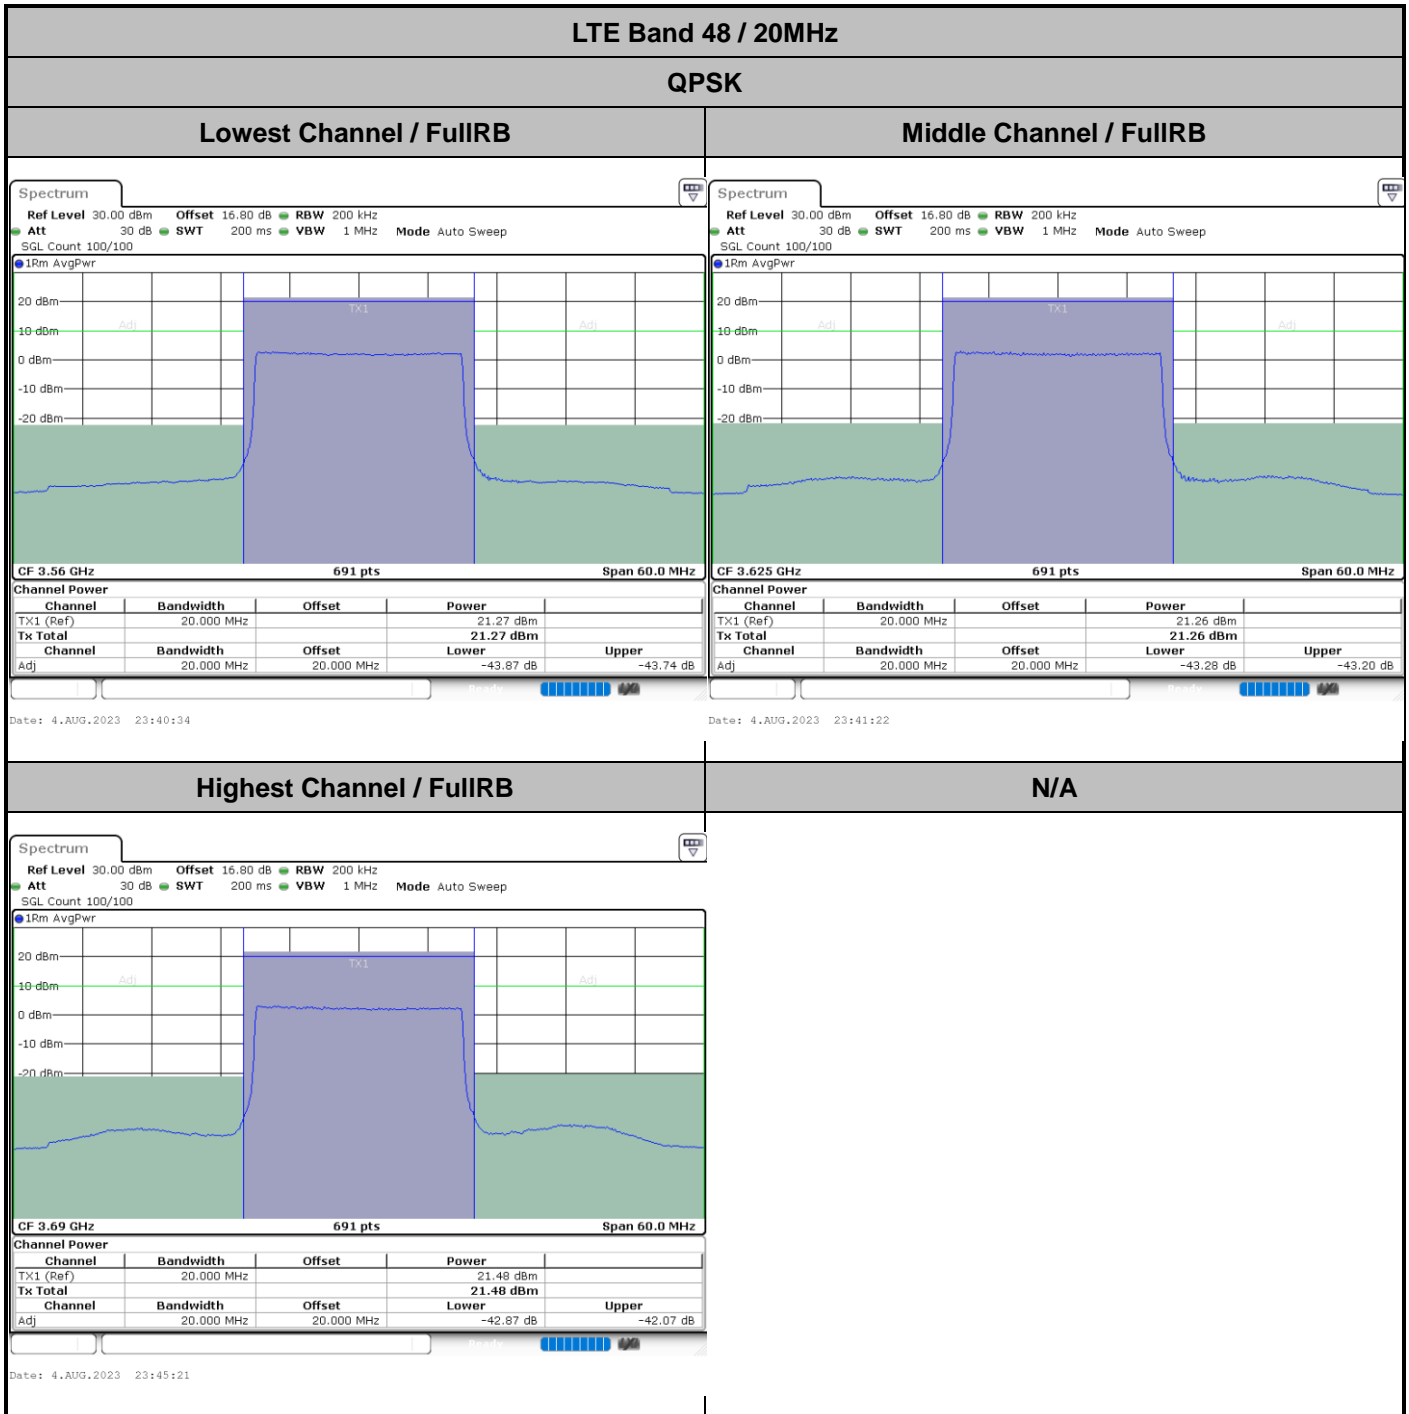 LTE Band 48 / 20MHz
QPSK
Lowest Channel / FullRB
Middle Channel / FullRB
Spectrum
Ref Level 30.00 dBm Offset 16.80 dB RBW 200 kHz
Att 30 dB SWT 200 ms VBW 1 MHz Mode Auto Sweep
SGL Count 100/100
1Rm AvgPwr
20 dBm
TX1
10 dBm
Adj
Adj
0 dBm
-10 dBm
-20 dBm
CF 3.56 GHz 691 pts Span 60.0 MHz
Channel Power
Channel Bandwidth Offset Power
TX1 (Ref) 20.000 MHz 21.27 dBm
Tx Total 21.27 dBm
Channel Bandwidth Offset Lower Upper
Adj 20.000 MHz 20.000 MHz -43.87 dB -43.74 dB
Ready
Date: 4.AUG.2023 23:40:34
Spectrum
Ref Level 30.00 dBm Offset 16.80 dB RBW 200 kHz
Att 30 dB SWT 200 ms VBW 1 MHz Mode Auto Sweep
SGL Count 100/100
1Rm AvgPwr
20 dBm
TX1
10 dBm
Adj
Adj
0 dBm
-10 dBm
-20 dBm
CF 3.625 GHz 691 pts Span 60.0 MHz
Channel Power
Channel Bandwidth Offset Power
TX1 (Ref) 20.000 MHz 21.26 dBm
Tx Total 21.26 dBm
Channel Bandwidth Offset Lower Upper
Adj 20.000 MHz 20.000 MHz -43.28 dB -43.20 dB
Ready
Date: 4.AUG.2023 23:41:22
Highest Channel / FullRB
N/A
Spectrum
Ref Level 30.00 dBm Offset 16.80 dB RBW 200 kHz
Att 30 dB SWT 200 ms VBW 1 MHz Mode Auto Sweep
SGL Count 100/100
1Rm AvgPwr
20 dBm
TX1
10 dBm
Adj
Adj
0 dBm
-10 dBm
-20 dBm
CF 3.69 GHz 691 pts Span 60.0 MHz
Channel Power
Channel Bandwidth Offset Power
TX1 (Ref) 20.000 MHz 21.48 dBm
Tx Total 21.48 dBm
Channel Bandwidth Offset Lower Upper
Adj 20.000 MHz 20.000 MHz -42.87 dB -42.07 dB
Ready
Date: 4.AUG.2023 23:45:21